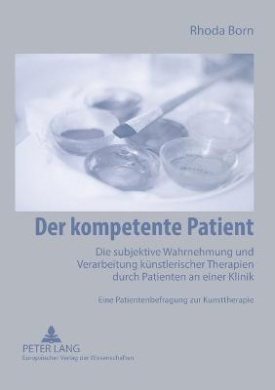 Rhoda Born
Der kompetente Patient
Die subjektive Wahrnehmung und
Verarbeitung künstlerischer Therapien
durch Patienten an einer Klinik
Eine Patientenbefragung zur Kunsttherapie
PETER LANG
Europäischer Verlag der Wissenschaften